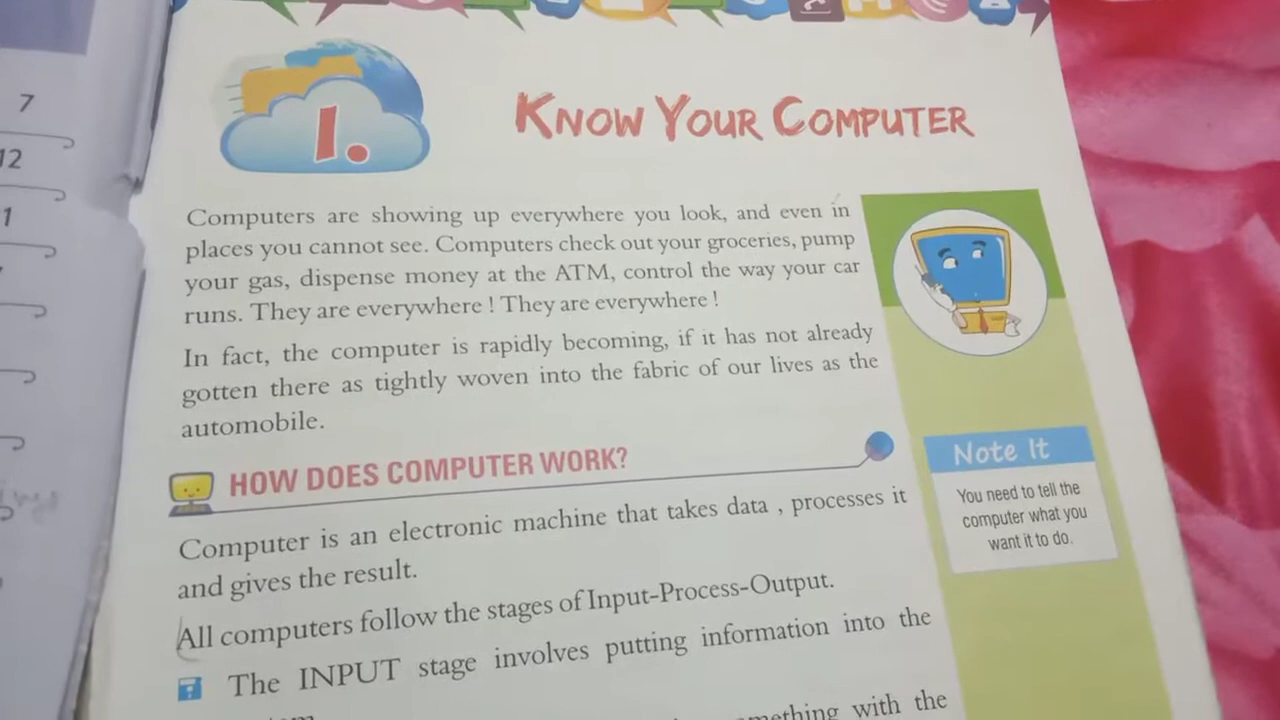 7
12
1
1.
KNOW YOUR COMPUTER
Computers are showing up everywhere you look, and even in
places you cannot see. Computers check out your groceries, pump
your gas, dispense money at the ATM, control the way your car
runs. They are everywhere ! They are everywhere !
In fact, the computer is rapidly becoming, if it has not already
gotten there as tightly woven into the fabric of our lives as the
automobile.
HOW DOES COMPUTER WORK?
Computer is an electronic machine that takes data , processes it
and gives the result.
All computers follow the stages of Input-Process-Output.
The INPUT stage involves putting information into the
with the
Note It
You need to tell the
computer what you
want it to do.